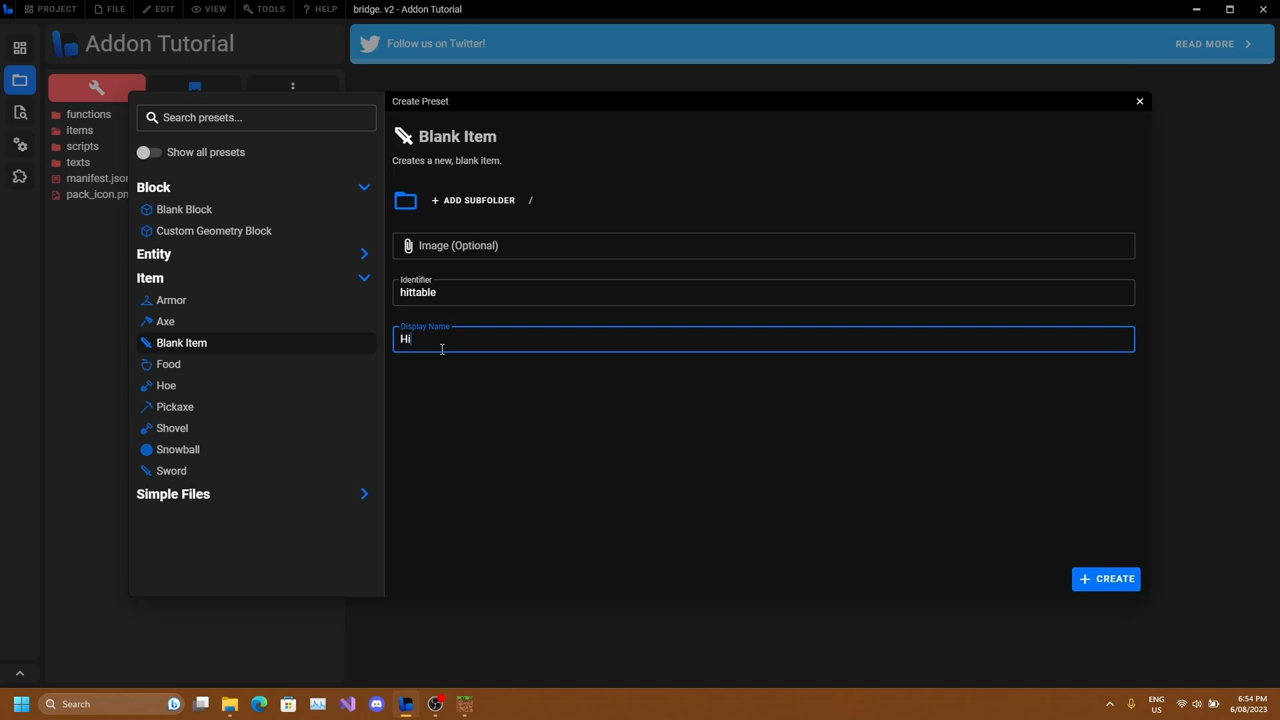 PROJECT FILE EDIT VIEW TOOLS HELP bridge. v2 - Addon Tutorial
Addon Tutorial
Follow us on Twitter!
READ MORE
functions
items
scripts
texts
manifest.json
pack_icon.pn
Search presets...
Show all presets
Block
Blank Block
Custom Geometry Block
Entity
Item
Armor
Axe
Blank Item
Food
Hoe
Pickaxe
Shovel
Snowball
Sword
Simple Files
Create Preset
Blank Item
Creates a new, blank item.
+ ADD SUBFOLDER /
Image (Optional)
Identifier
hittable
Display Name
Hi
+ CREATE
Search
ENG
US
6:54 PM
6/08/2023